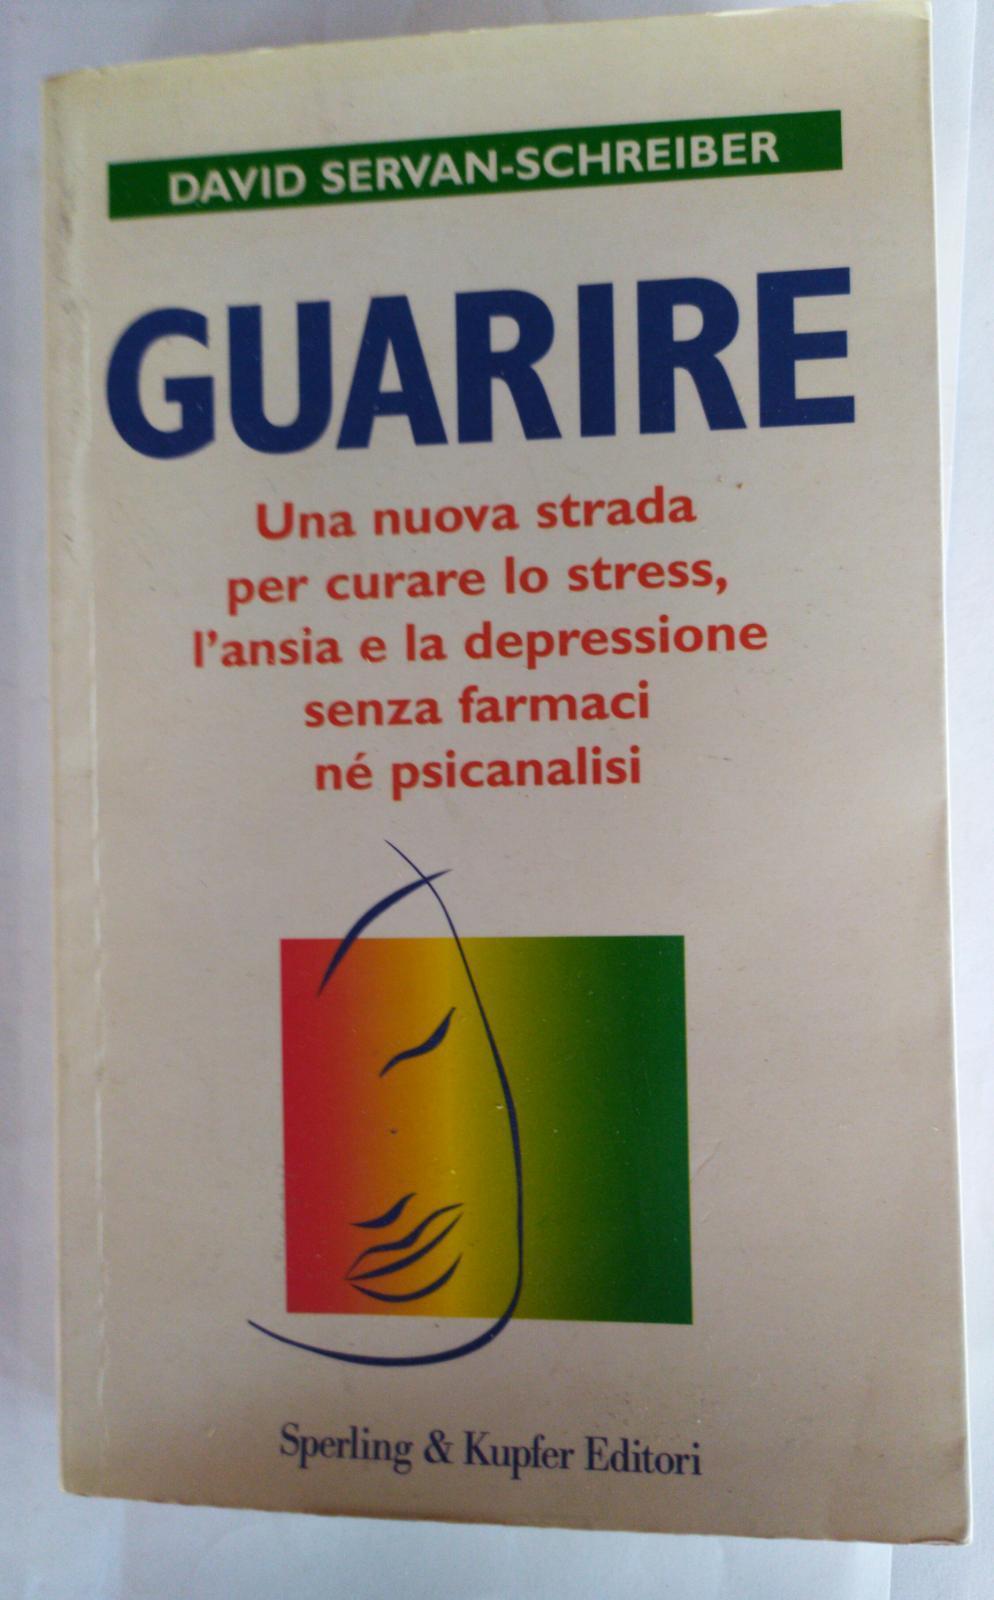 DAVID SERVAN-SCHREIBER
GUARIRE
Una nuova strada
per curare lo stress,
l'ansia e la depressione
senza farmaci
né psicanalisi
Sperling & Kupfer Editori